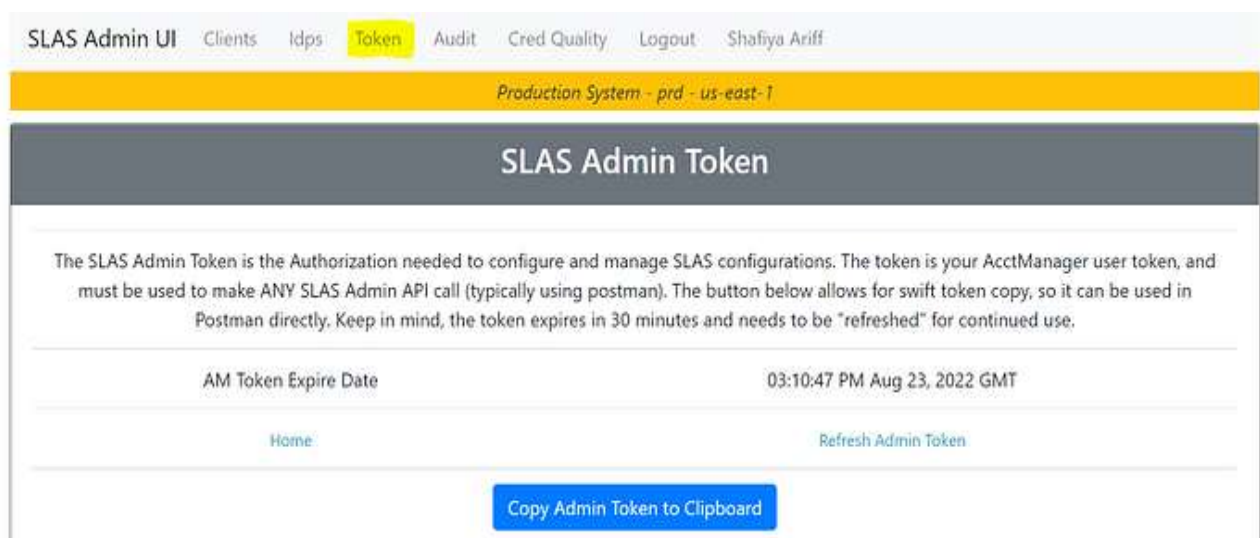 SLAS Admin UI Clients Idps Token Audit Cred Quality Logout Shafiya Ariff
Production System - prd - us-east-1
SLAS Admin Token
The SLAS Admin Token is the Authorization needed to configure and manage SLAS configurations. The token is your AcctManager user token, and
must be used to make ANY SLAS Admin API call (typically using postman). The button below allows for swift token copy, so it can be used in
Postman directly. Keep in mind, the token expires in 30 minutes and needs to be "refreshed" for continued use.
AM Token Expire Date 03:10:47 PM Aug 23, 2022 GMT
Home Refresh Admin Token
Copy Admin Token to Clipboard